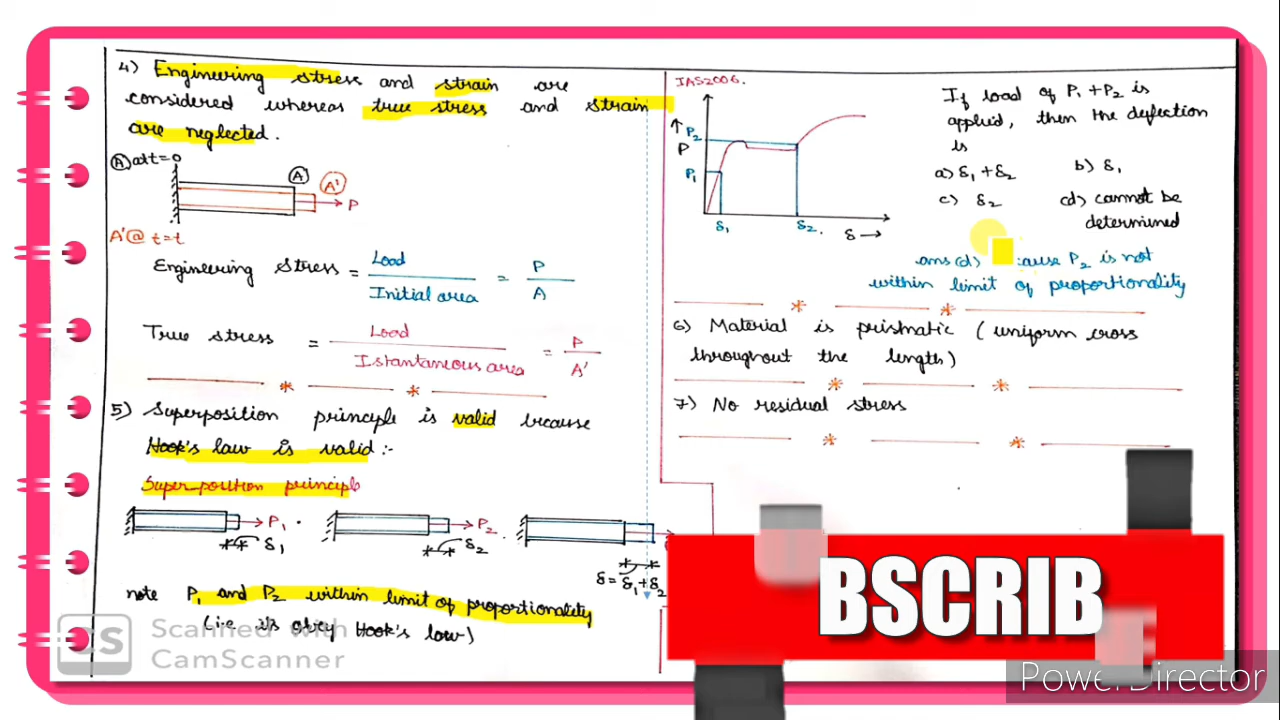 4) Engineering stress and strain are
considered whereas true stress and strain
are neglected.
A at t=0
A
A'
P
A'@ t=t
Engineering stress = Load / Initial area = P / A
True stress = Load / Istantaneous area = P / A'
5) Superposition principle is valid because
Hook's law is valid :-
Superposition principle
P1
δ1
P2
δ2
δ = δ1+δ2
note P1 and P2 within limit of proportionality
(i.e. is obey Hook's law)
IAS2006.
P2
P
P1
δ1
δ2.
δ →
If load of P1+P2 is
applied, then the deflection
is
a) δ1+δ2
b) δ1
c) δ2
d) cannot be
determined
ans (d) cause P2 is not
within limit of proportionality
6) Material is prismatic (uniform cross
throughout the length)
7) No residual stress
BSCRIB
CS
Scanned with
CamScanner
PowerDirector